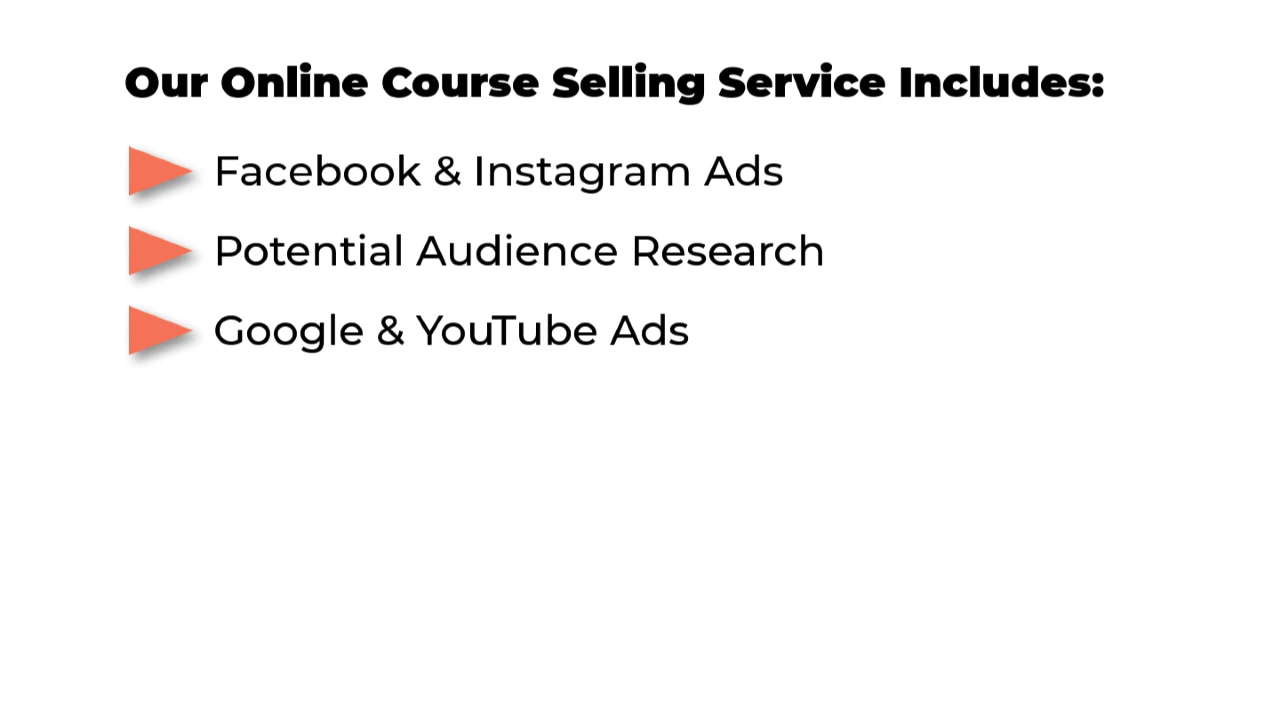 Our Online Course Selling Service Includes:
Facebook & Instagram Ads
Potential Audience Research
Google & YouTube Ads